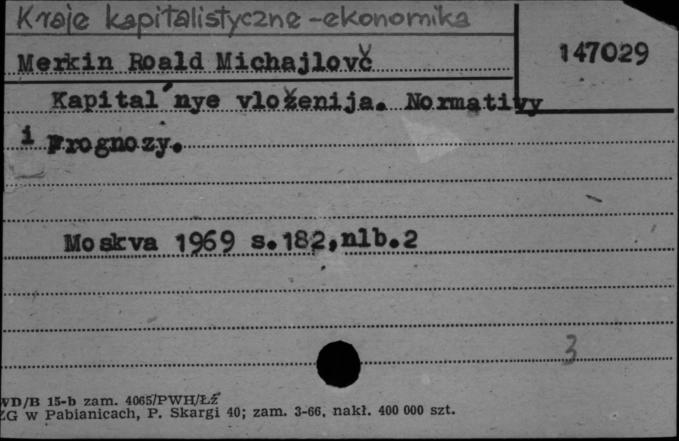 Kraje kapitalistyczne - ekonomika
147029
Merkin Roald Michajlovč
Kapital'nye vloženija. Normativy
i Prognozy.
Moskva 1969 s.182,nlb.2
3
WD/B 15-b zam. 4065/PWH/Łź
ZG w Pabianicach, P. Skargi 40; zam. 3-66, nakł. 400 000 szt.